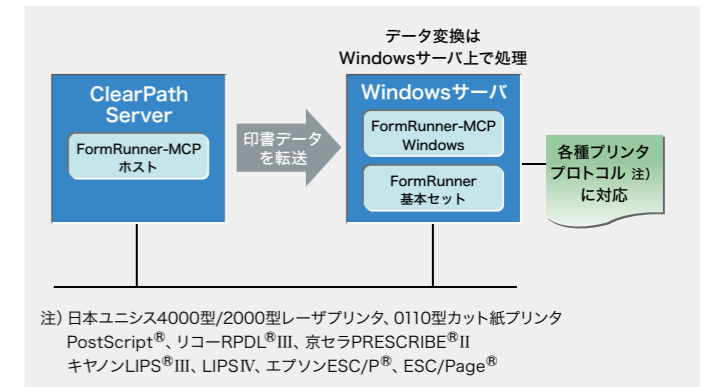 データ変換は
Windowsサーバ上で処理
ClearPath
Server
FormRunner-MCP
ホスト
印書データ
を転送
Windowsサーバ
FormRunner-MCP
Windows
FormRunner
基本セット
各種プリンタ
プロトコル 注)
に対応
注) 日本ユニシス4000型/2000型レーザプリンタ、0110型カット紙プリンタ
PostScript®、リコーRPDL®III、京セラPRESCRIBE®II
キヤノンLIPS®III、LIPSⅣ、エプソンESC/P®、ESC/Page®